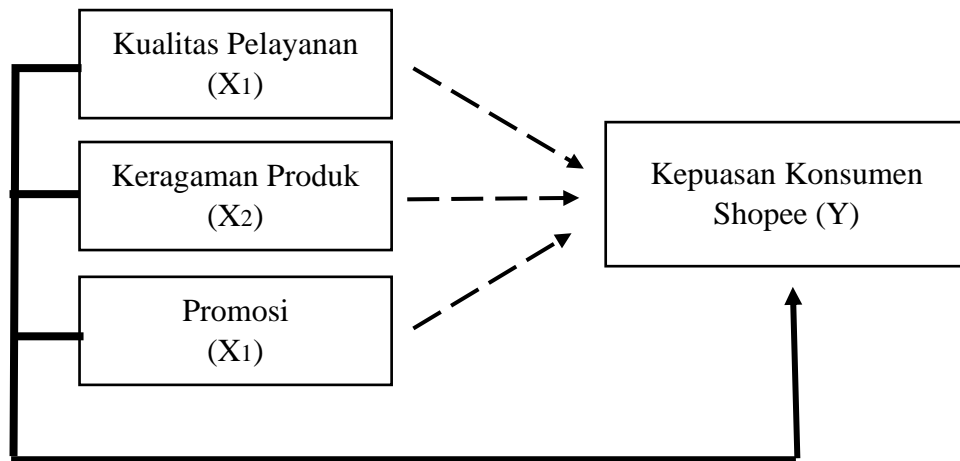 Kualitas Pelayanan
(X1)
Keragaman Produk
(X2)
Promosi
(X1)
Kepuasan Konsumen
Shopee (Y)